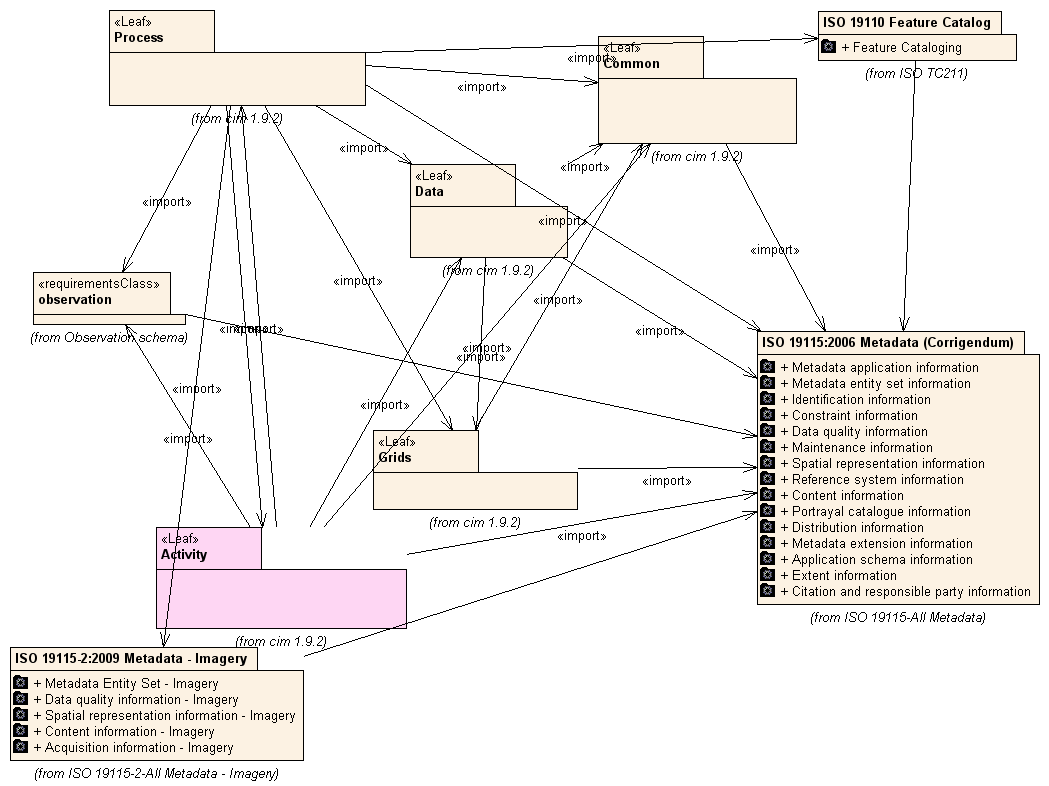 «Leaf»
Process
(from cim 1.9.2)
ISO 19110 Feature Catalog
+ Feature Cataloging
(from ISO TC211)
«Leaf»
Common
(from cim 1.9.2)
«import»
«import»
«import»
«import»
«Leaf»
Data
(from cim 1.9.2)
«import»
«import»
«import»
«requirementsClass»
observation
(from Observation schema)
«import»
«import»
«import»
«import»
«import»
«import»
«import»
«import»
«import»
«import»
«import»
ISO 19115:2006 Metadata (Corrigendum)
+ Metadata application information
+ Metadata entity set information
+ Identification information
+ Constraint information
+ Data quality information
+ Maintenance information
+ Spatial representation information
+ Reference system information
+ Content information
+ Portrayal catalogue information
+ Distribution information
+ Metadata extension information
+ Application schema information
+ Extent information
+ Citation and responsible party information
(from ISO 19115-All Metadata)
«Leaf»
Grids
(from cim 1.9.2)
«import»
«import»
«Leaf»
Activity
(from cim 1.9.2)
ISO 19115-2:2009 Metadata - Imagery
+ Metadata Entity Set - Imagery
+ Data quality information - Imagery
+ Spatial representation information - Imagery
+ Content information - Imagery
+ Acquisition information - Imagery
(from ISO 19115-2-All Metadata - Imagery)